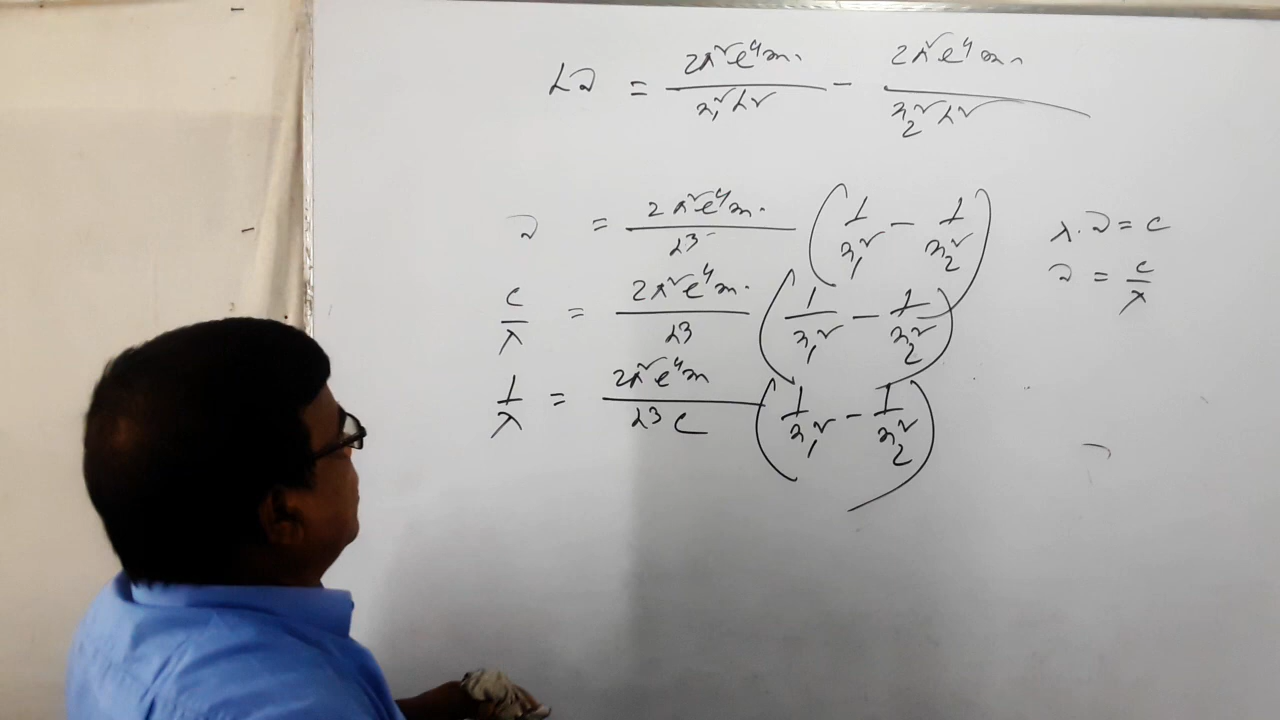 hν = 2π²e⁴m / n₁²h² − 2π²e⁴m / n₂²h²
ν = 2π²e⁴m / h³ (1/n₁² − 1/n₂²)
λ.ν = c
ν = c/λ
c/λ = 2π²e⁴m / h³ (1/n₁² − 1/n₂²)
1/λ = 2π²e⁴m / h³c (1/n₁² − 1/n₂²)